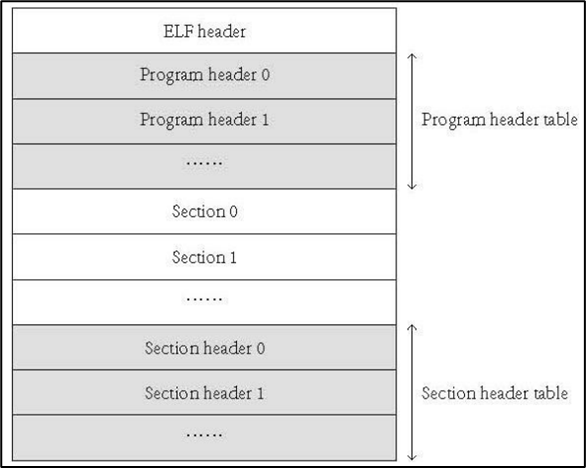 ELF header
Program header 0
Program header 1
......
Program header table
Section 0
Section 1
......
Section header 0
Section header 1
......
Section header table